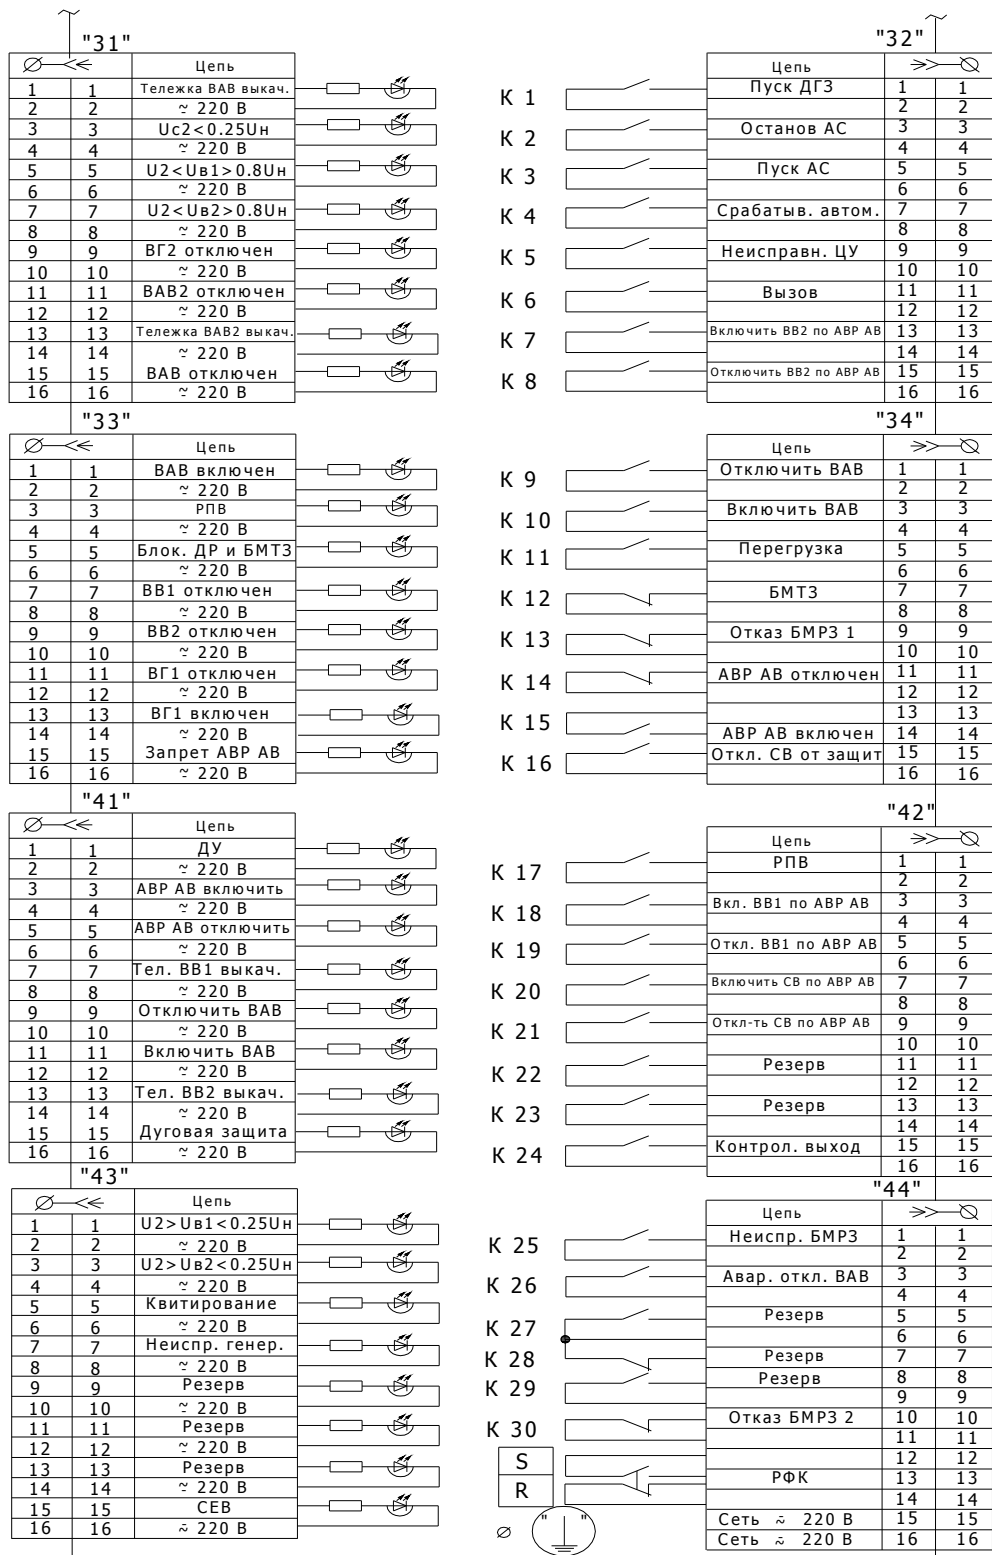 "31"
Цепь
1 1 Тележка ВАВ выкач.
2 2 ~ 220 В
3 3 Uc2<0.25Uн
4 4 ~ 220 В
5 5 U2<Uв1>0.8Uн
6 6 ~ 220 В
7 7 U2<Uв2>0.8Uн
8 8 ~ 220 В
9 9 ВГ2 отключен
10 10 ~ 220 В
11 11 ВАВ2 отключен
12 12 ~ 220 В
13 13 Тележка ВАВ2 выкач.
14 14 ~ 220 В
15 15 ВАВ отключен
16 16 ~ 220 В
"32"
Цепь
К 1 Пуск ДГЗ 1 1
2 2
К 2 Останов АС 3 3
4 4
К 3 Пуск АС 5 5
6 6
К 4 Срабатыв. автом. 7 7
8 8
К 5 Неисправн. ЦУ 9 9
10 10
К 6 Вызов 11 11
12 12
К 7 Включить ВВ2 по АВР АВ 13 13
14 14
К 8 Отключить ВВ2 по АВР АВ 15 15
16 16
"33"
Цепь
1 1 ВАВ включен
2 2 ~ 220 В
3 3 РПВ
4 4 ~ 220 В
5 5 Блок. ДР и БМТЗ
6 6 ~ 220 В
7 7 ВВ1 отключен
8 8 ~ 220 В
9 9 ВВ2 отключен
10 10 ~ 220 В
11 11 ВГ1 отключен
12 12 ~ 220 В
13 13 ВГ1 включен
14 14 ~ 220 В
15 15 Запрет АВР АВ
16 16 ~ 220 В
"34"
Цепь
К 9 Отключить ВАВ 1 1
2 2
К 10 Включить ВАВ 3 3
4 4
К 11 Перегрузка 5 5
6 6
К 12 БМТЗ 7 7
8 8
К 13 Отказ БМРЗ 1 9 9
10 10
К 14 АВР АВ отключен 11 11
12 12
К 15 13 13
АВР АВ включен 14 14
К 16 Откл. СВ от защит 15 15
16 16
"41"
Цепь
1 1 ДУ
2 2 ~ 220 В
3 3 АВР АВ включить
4 4 ~ 220 В
5 5 АВР АВ отключить
6 6 ~ 220 В
7 7 Тел. ВВ1 выкач.
8 8 ~ 220 В
9 9 Отключить ВАВ
10 10 ~ 220 В
11 11 Включить ВАВ
12 12 ~ 220 В
13 13 Тел. ВВ2 выкач.
14 14 ~ 220 В
15 15 Дуговая защита
16 16 ~ 220 В
"42"
Цепь
К 17 РПВ 1 1
2 2
К 18 Вкл. ВВ1 по АВР АВ 3 3
4 4
К 19 Откл. ВВ1 по АВР АВ 5 5
6 6
К 20 Включить СВ по АВР АВ 7 7
8 8
К 21 Откл-ть СВ по АВР АВ 9 9
10 10
К 22 Резерв 11 11
12 12
К 23 Резерв 13 13
14 14
К 24 Контрол. выход 15 15
16 16
"43"
Цепь
1 1 U2>Uв1<0.25Uн
2 2 ~ 220 В
3 3 U2>Uв2<0.25Uн
4 4 ~ 220 В
5 5 Квитирование
6 6 ~ 220 В
7 7 Неиспр. генер.
8 8 ~ 220 В
9 9 Резерв
10 10 ~ 220 В
11 11 Резерв
12 12 ~ 220 В
13 13 Резерв
14 14 ~ 220 В
15 15 СЕВ
16 16 ~ 220 В
"44"
Цепь
К 25 Неиспр. БМРЗ 1 1
2 2
К 26 Авар. откл. ВАВ 3 3
4 4
К 27 Резерв 5 5
6 6
К 28 Резерв 7 7
К 29 Резерв 8 8
9 9
К 30 Отказ БМРЗ 2 10 10
11 11
S 12 12
R РФК 13 13
14 14
Сеть ~ 220 В 15 15
Сеть ~ 220 В 16 16
" "